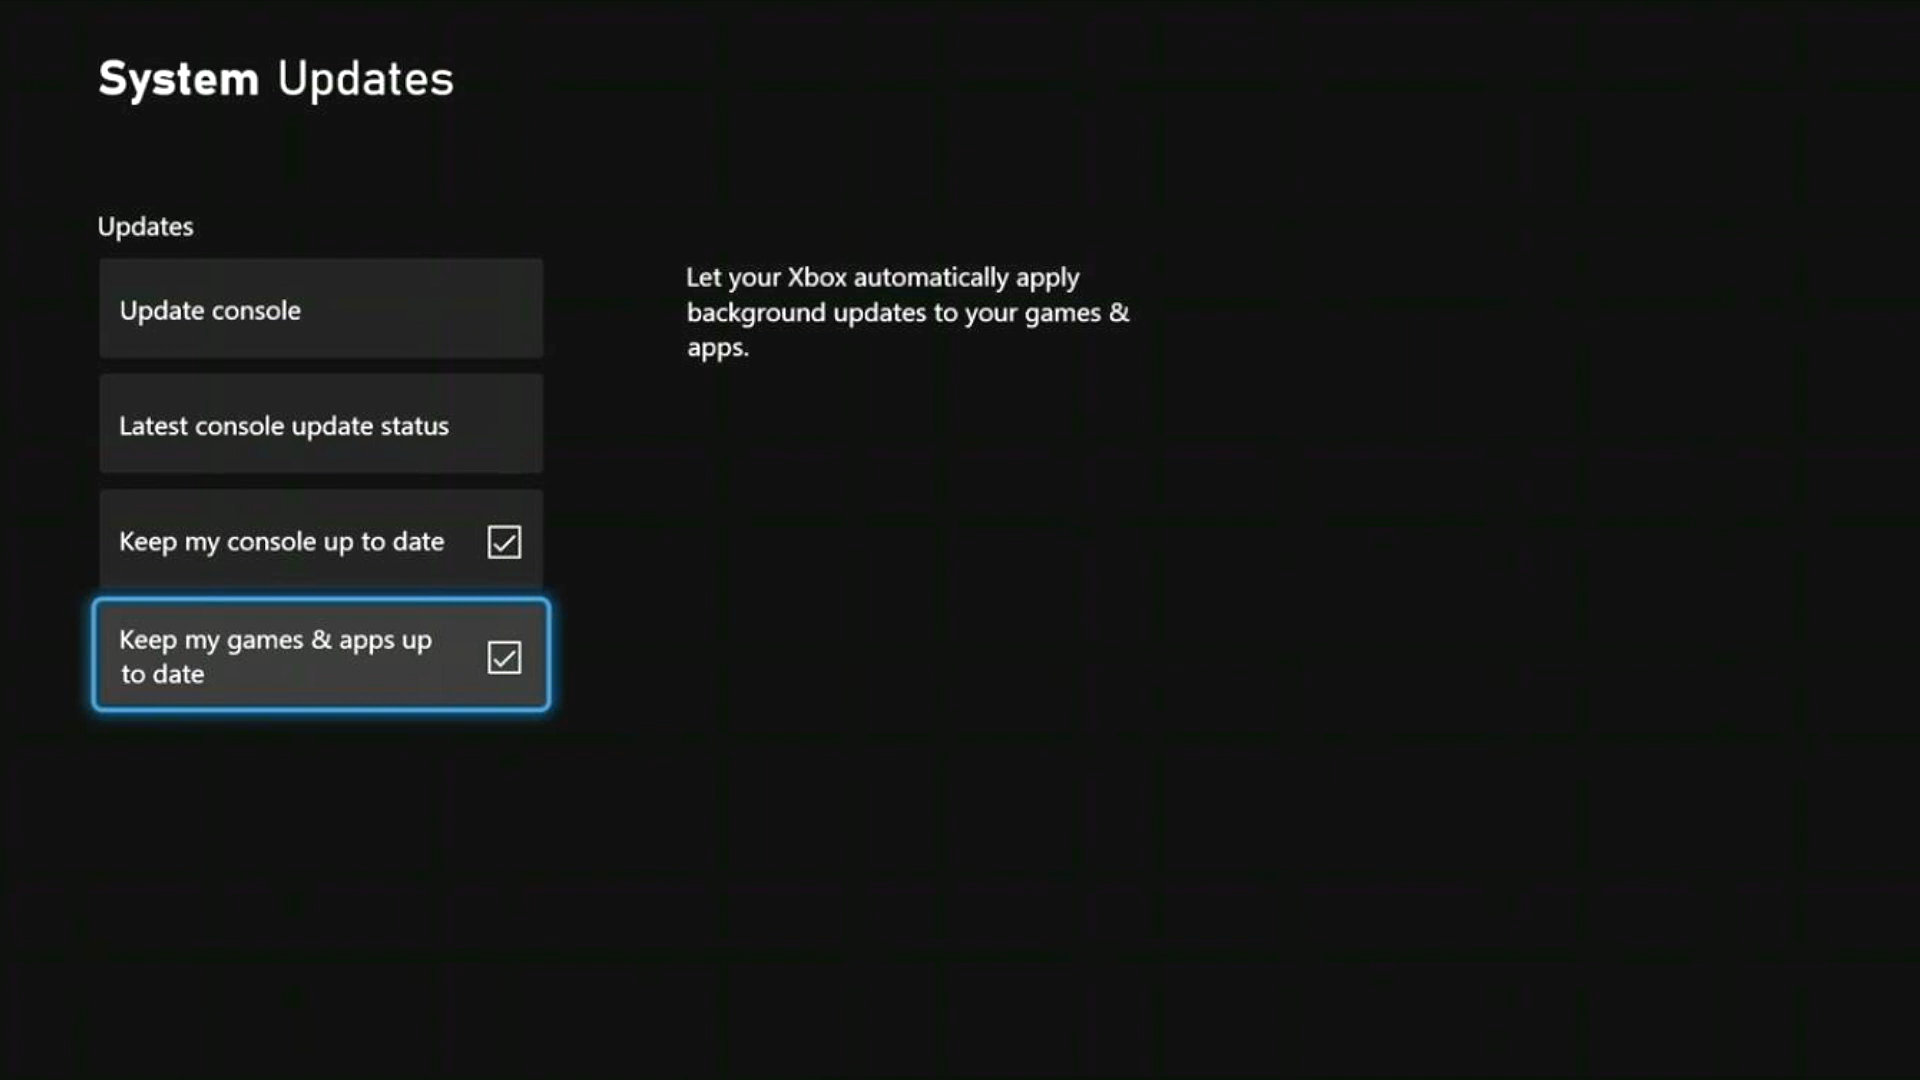 System Updates
Updates
Update console
Let your Xbox automatically apply
background updates to your games &
apps.
Latest console update status
Keep my console up to date
Keep my games & apps up
to date